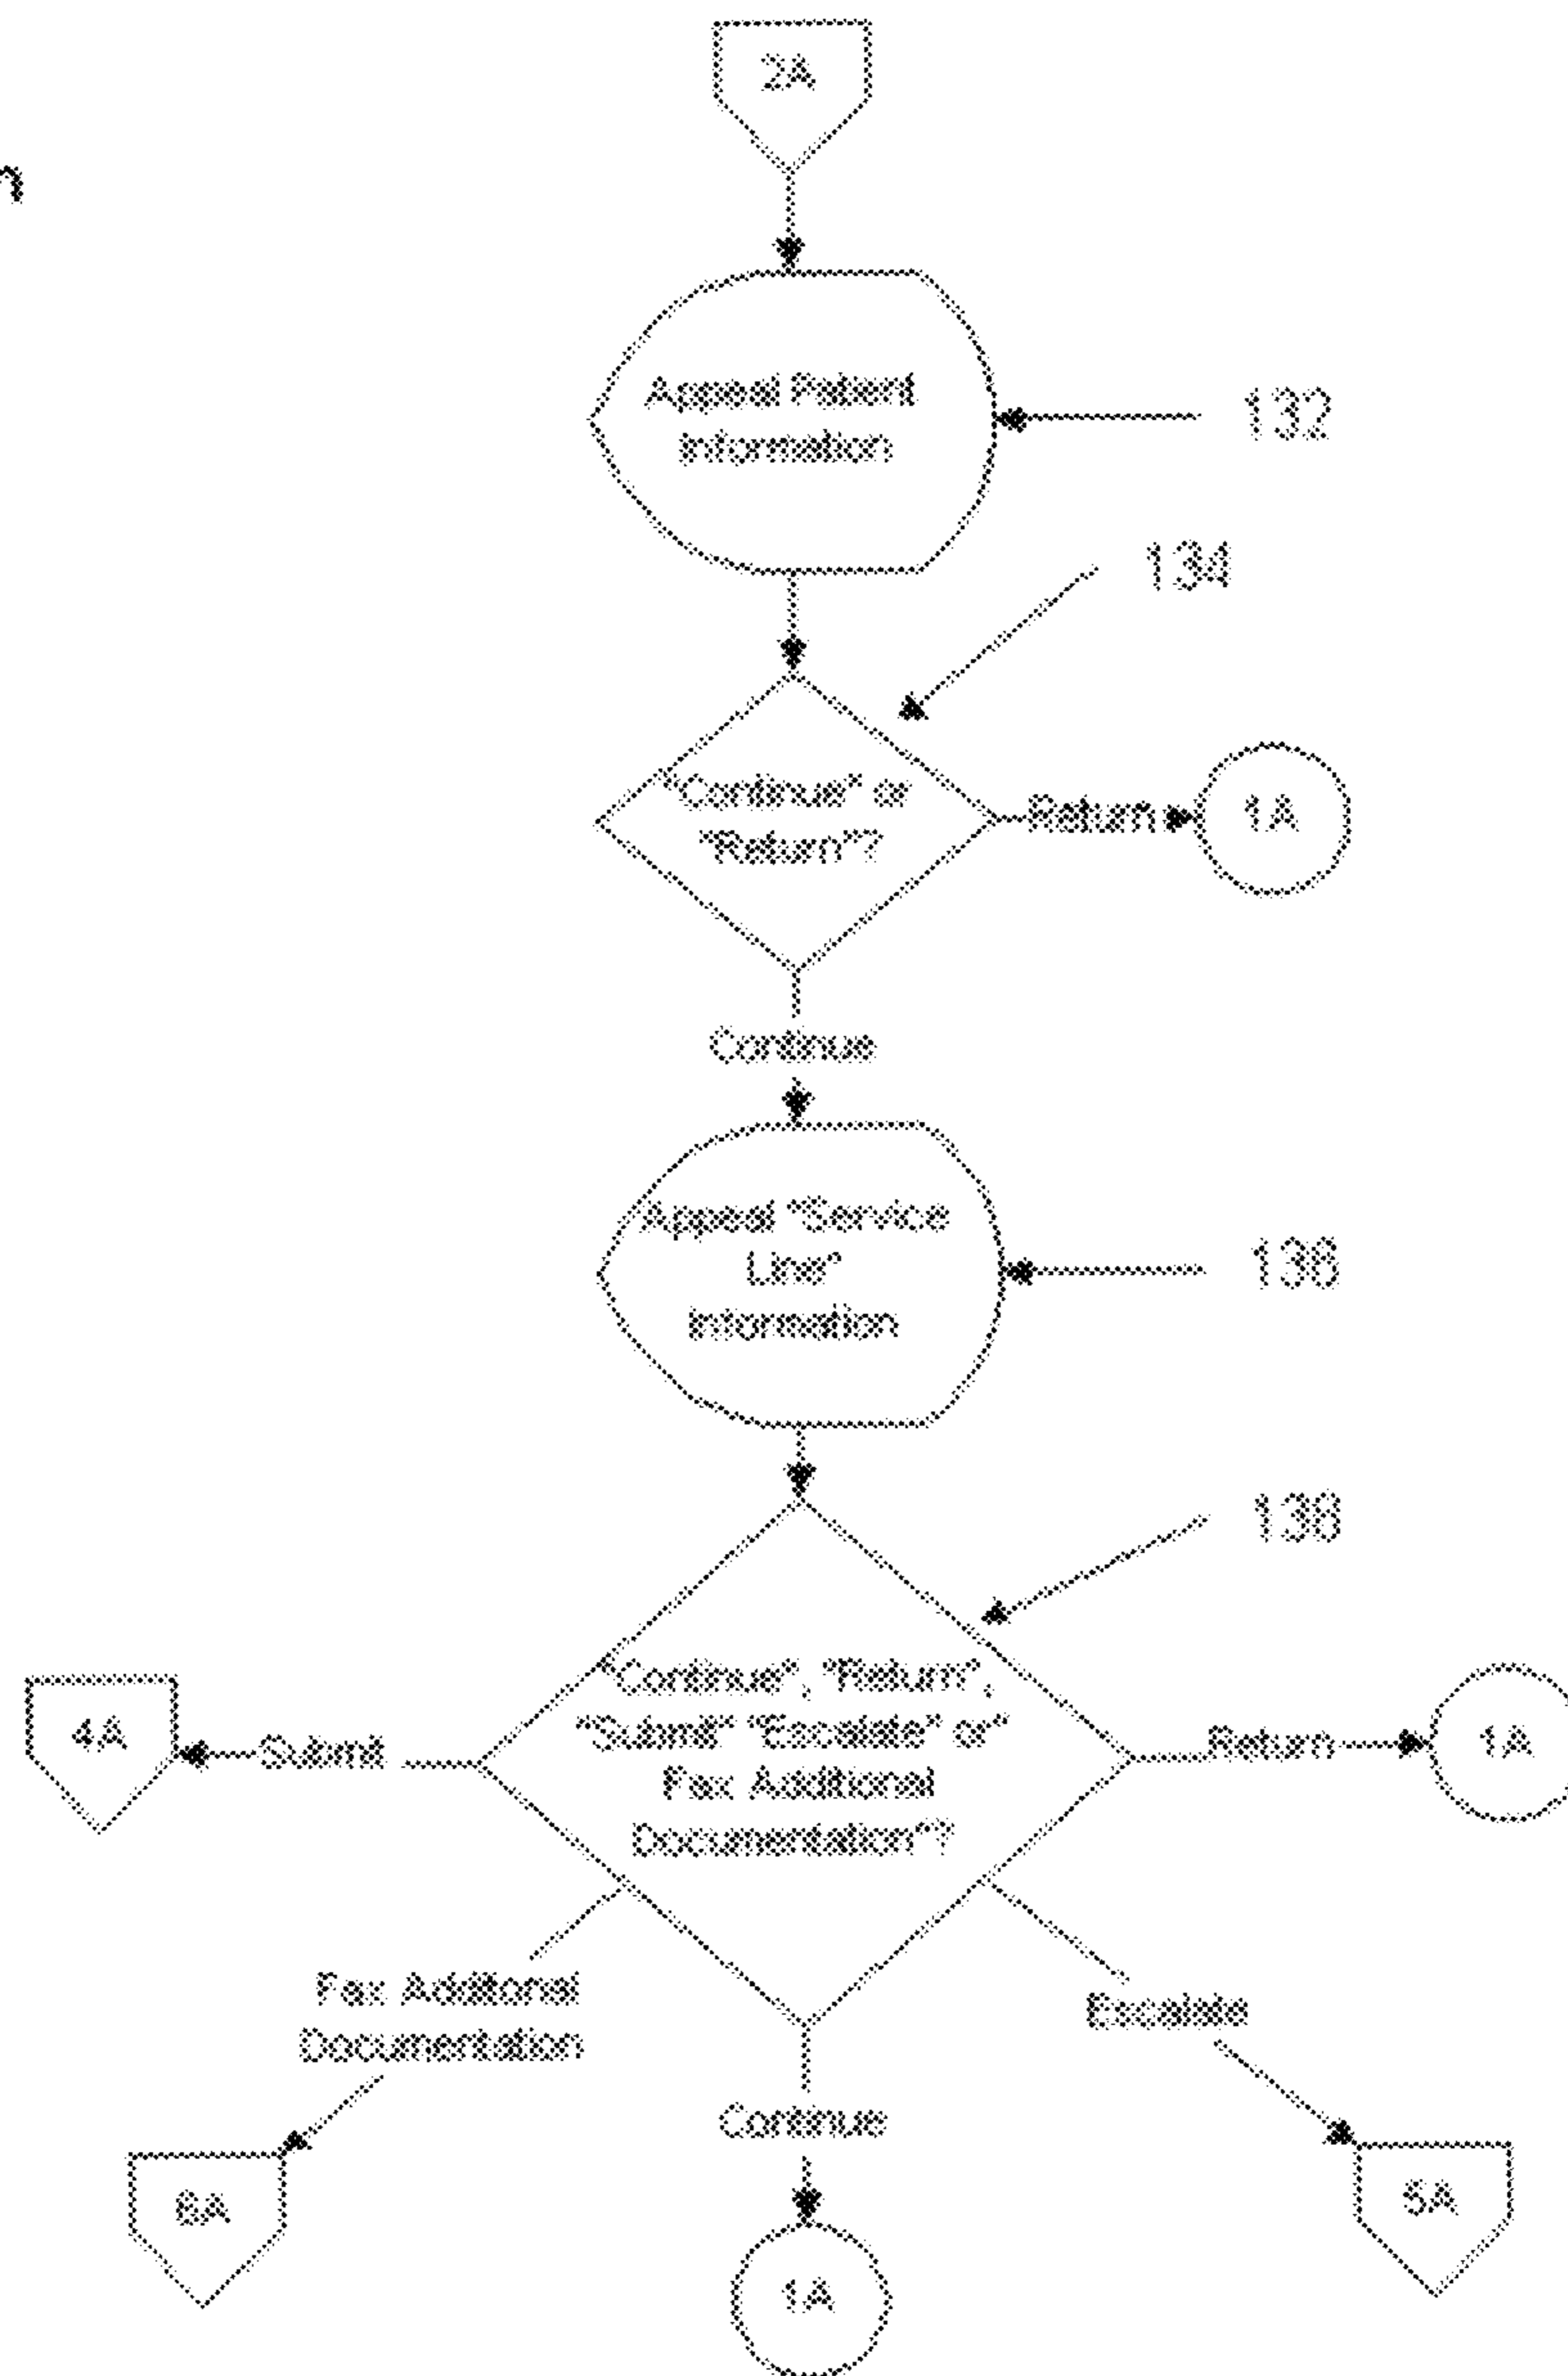 2A
n
Appeal Patient
Information
132
134
"Continue" or
"Return"?
Return
1A
Continue
Appeal "Service
Line"
Information
136
138
"Continue", "Return",
"Submit" "Escalate" or"
Fax Additional
Documentation"?
4A
Submit
Return
1A
Fax Additional
Documentation
Escalate
Continue
6A
5A
1A